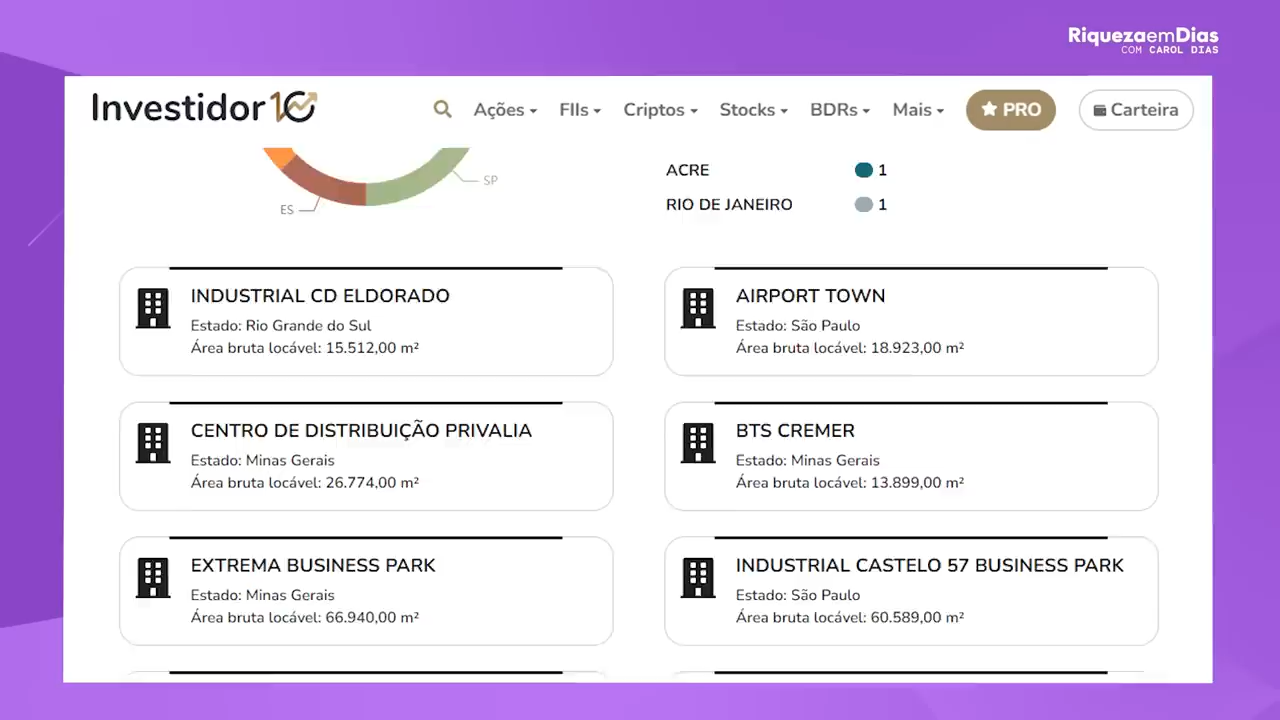 RiquezaemDias
COM CAROL DIAS
Investidor10
Ações
FIIs
Criptos
Stocks
BDRs
Mais
PRO
Carteira
SP
ES
ACRE 1
RIO DE JANEIRO 1
INDUSTRIAL CD ELDORADO
Estado: Rio Grande do Sul
Área bruta locável: 15.512,00 m²
AIRPORT TOWN
Estado: São Paulo
Área bruta locável: 18.923,00 m²
CENTRO DE DISTRIBUIÇÃO PRIVALIA
Estado: Minas Gerais
Área bruta locável: 26.774,00 m²
BTS CREMER
Estado: Minas Gerais
Área bruta locável: 13.899,00 m²
EXTREMA BUSINESS PARK
Estado: Minas Gerais
Área bruta locável: 66.940,00 m²
INDUSTRIAL CASTELO 57 BUSINESS PARK
Estado: São Paulo
Área bruta locável: 60.589,00 m²